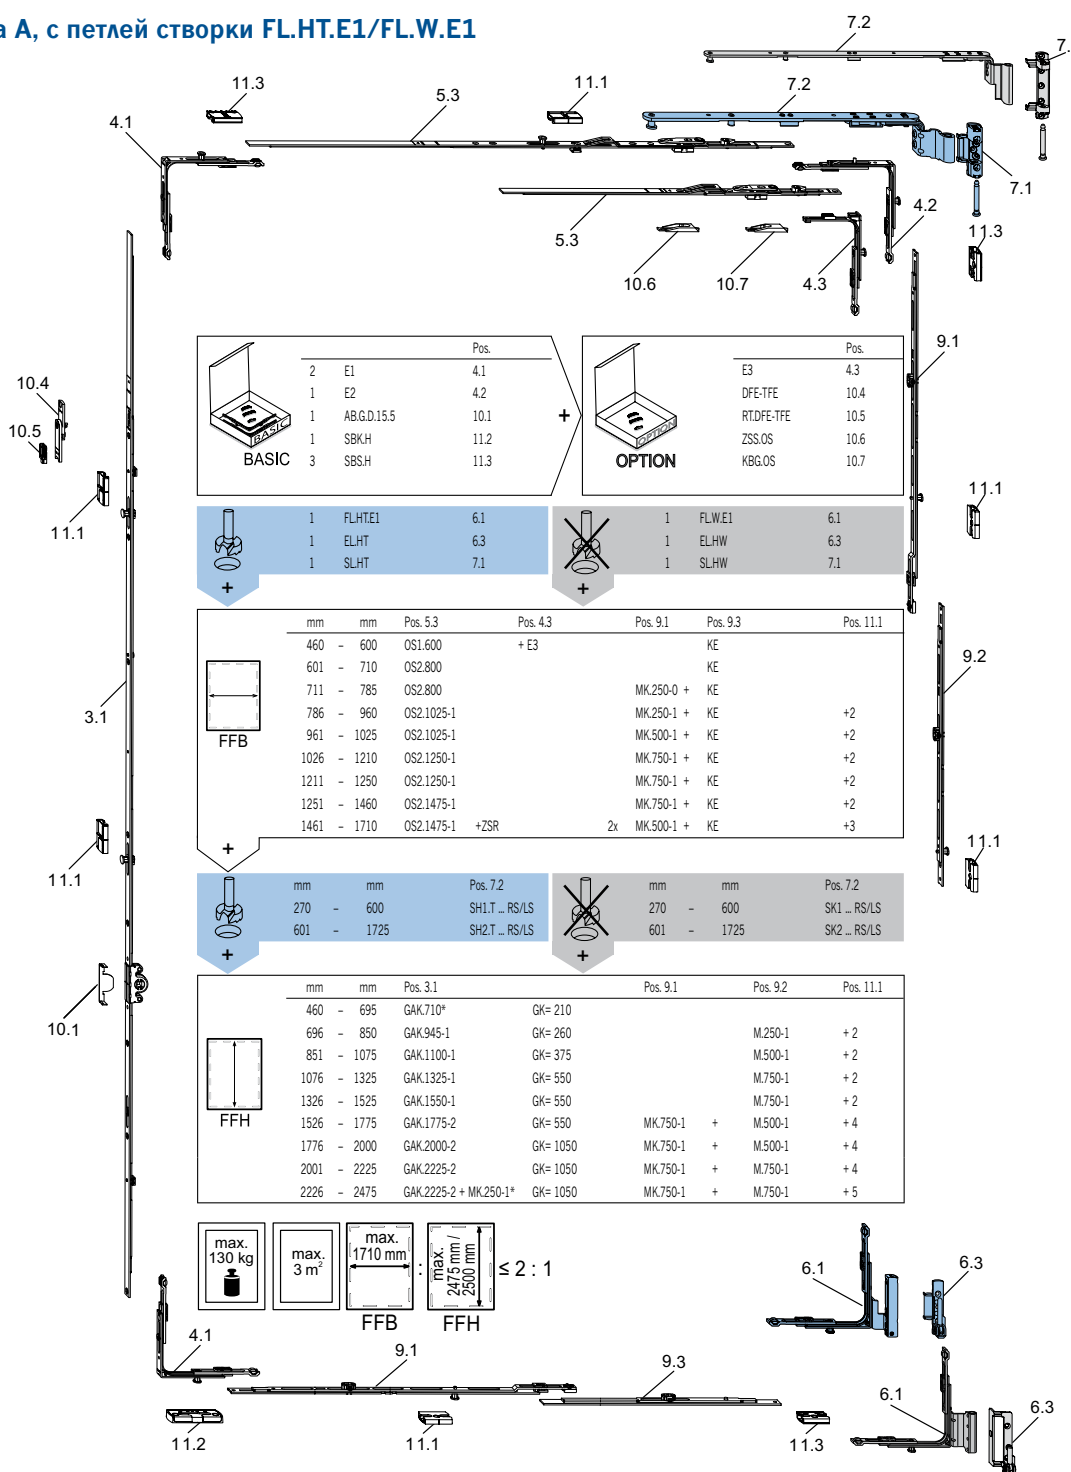 а А, с петлей створки FL.HT.E1/FL.W.E1
7.2
7.
11.3
11.1
7.2
5.3
4.1
7.1
5.3
4.2
11.3
10.6
10.7
4.3
9.1
10.4
10.5
11.1
11.1
3.1
9.2
11.1
11.1
10.1
Pos.
2 E1 4.1
1 E2 4.2
1 AB.G.D.15.5 10.1
1 SBK.H 11.2
3 SBS.H 11.3
BASIC
BASIC
+
Pos.
E3 4.3
DFE-TFE 10.4
RT.DFE-TFE 10.5
ZSS.OS 10.6
KBG.OS 10.7
OPTION
OPTION
1 FL.HT.E1 6.1
1 EL.HT 6.3
1 SL.HT 7.1
+
1 FL.W.E1 6.1
1 EL.HW 6.3
1 SL.HW 7.1
+
mm mm Pos. 5.3 Pos. 4.3 Pos. 9.1 Pos. 9.3 Pos. 11.1
460 – 600 OS1.600 + E3 KE
601 – 710 OS2.800 KE
711 – 785 OS2.800 MK.250-0 + KE
786 – 960 OS2.1025-1 MK.250-1 + KE +2
961 – 1025 OS2.1025-1 MK.500-1 + KE +2
1026 – 1210 OS2.1250-1 MK.750-1 + KE +2
1211 – 1250 OS2.1250-1 MK.750-1 + KE +2
1251 – 1460 OS2.1475-1 MK.750-1 + KE +2
1461 – 1710 OS2.1475-1 +ZSR 2x MK.500-1 + KE +3
FFB
+
mm mm Pos. 7.2
270 – 600 SH1.T ... RS/LS
601 – 1725 SH2.T ... RS/LS
+
mm mm Pos. 7.2
270 – 600 SK1 ... RS/LS
601 – 1725 SK2 ... RS/LS
+
mm mm Pos. 3.1 Pos. 9.1 Pos. 9.2 Pos. 11.1
460 – 695 GAK.710* GK= 210
696 – 850 GAK.945-1 GK= 260 M.250-1 + 2
851 – 1075 GAK.1100-1 GK= 375 M.500-1 + 2
1076 – 1325 GAK.1325-1 GK= 550 M.750-1 + 2
1326 – 1525 GAK.1550-1 GK= 550 M.750-1 + 2
1526 – 1775 GAK.1775-2 GK= 550 MK.750-1 + M.500-1 + 4
1776 – 2000 GAK.2000-2 GK= 1050 MK.750-1 + M.500-1 + 4
2001 – 2225 GAK.2225-2 GK= 1050 MK.750-1 + M.750-1 + 4
2226 – 2475 GAK.2225-2 + MK.250-1* GK= 1050 MK.750-1 + M.750-1 + 5
FFH
max.
130 kg
max.
3 m²
max.
1710 mm
FFB
:
max.
2475 mm /
2500 mm
FFH
≤ 2 : 1
6.1
6.3
4.1
9.1
9.3
11.2
11.1
11.3
6.1
6.3